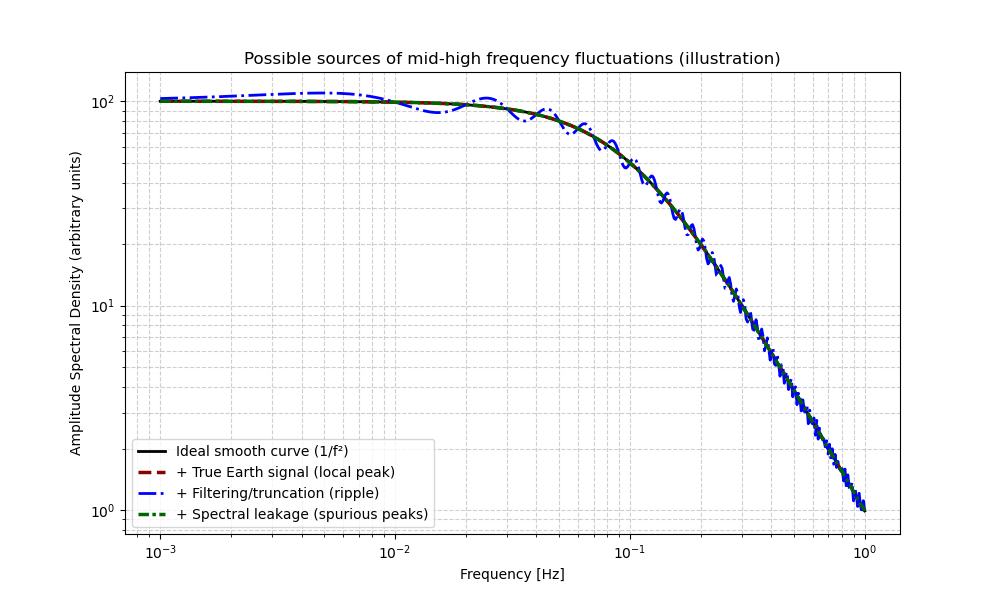 Possible sources of mid-high frequency fluctuations (illustration)
Amplitude Spectral Density (arbitrary units)
10²
10¹
10⁰
Ideal smooth curve (1/f²)
+ True Earth signal (local peak)
+ Filtering/truncation (ripple)
+ Spectral leakage (spurious peaks)
10⁻³ 10⁻² 10⁻¹ 10⁰
Frequency [Hz]